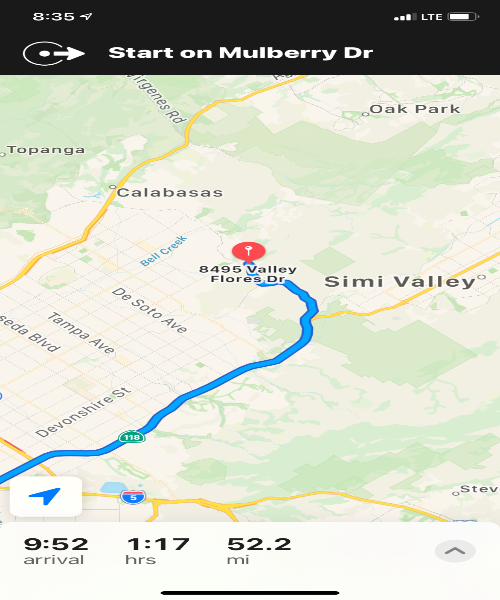 8:35
LTE
Start on Mulberry Dr
Virgenes Rd
Oak Park
Topanga
Calabasas
Bell Creek
8495 Valley
Flores Dr
Simi Valley
De Soto Ave
Tampa Ave
seda Blvd
Devonshire St
118
5
Stev
9:52
1:17
52.2
arrival
hrs
mi